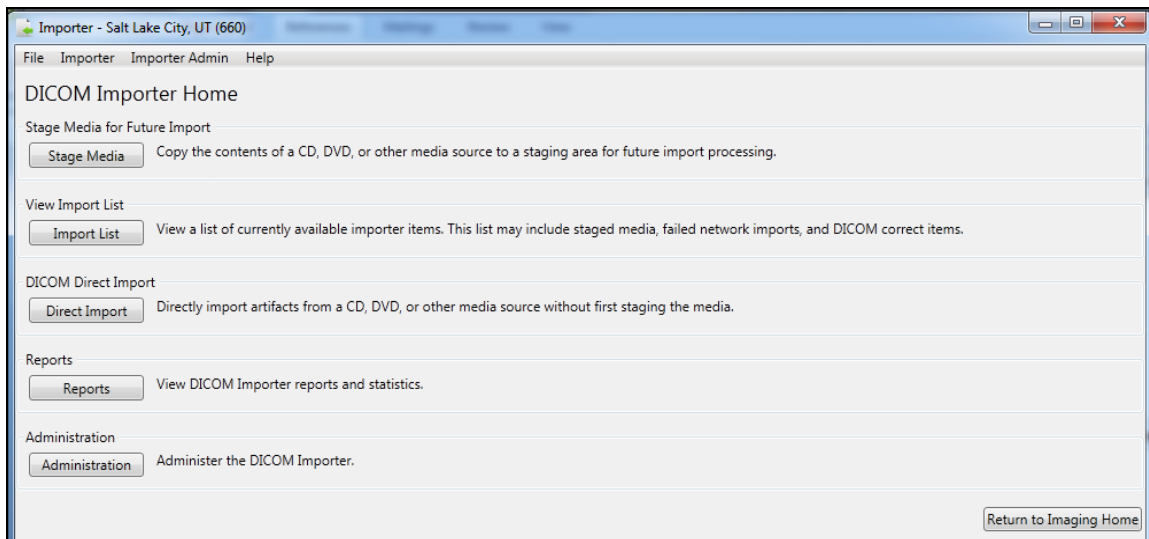 Importer - Salt Lake City, UT (660)
File Importer Importer Admin Help
DICOM Importer Home
Stage Media for Future Import
Stage Media Copy the contents of a CD, DVD, or other media source to a staging area for future import processing.
View Import List
Import List View a list of currently available importer items. This list may include staged media, failed network imports, and DICOM correct items.
DICOM Direct Import
Direct Import Directly import artifacts from a CD, DVD, or other media source without first staging the media.
Reports
Reports View DICOM Importer reports and statistics.
Administration
Administration Administer the DICOM Importer.
Return to Imaging Home